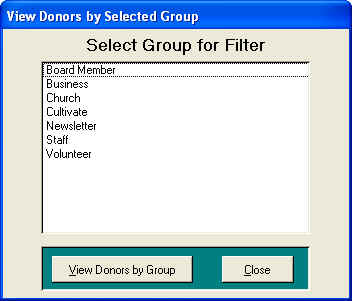 View Donors by Selected Group
Select Group for Filter
Board Member
Business
Church
Cultivate
Newsletter
Staff
Volunteer
View Donors by Group
Close